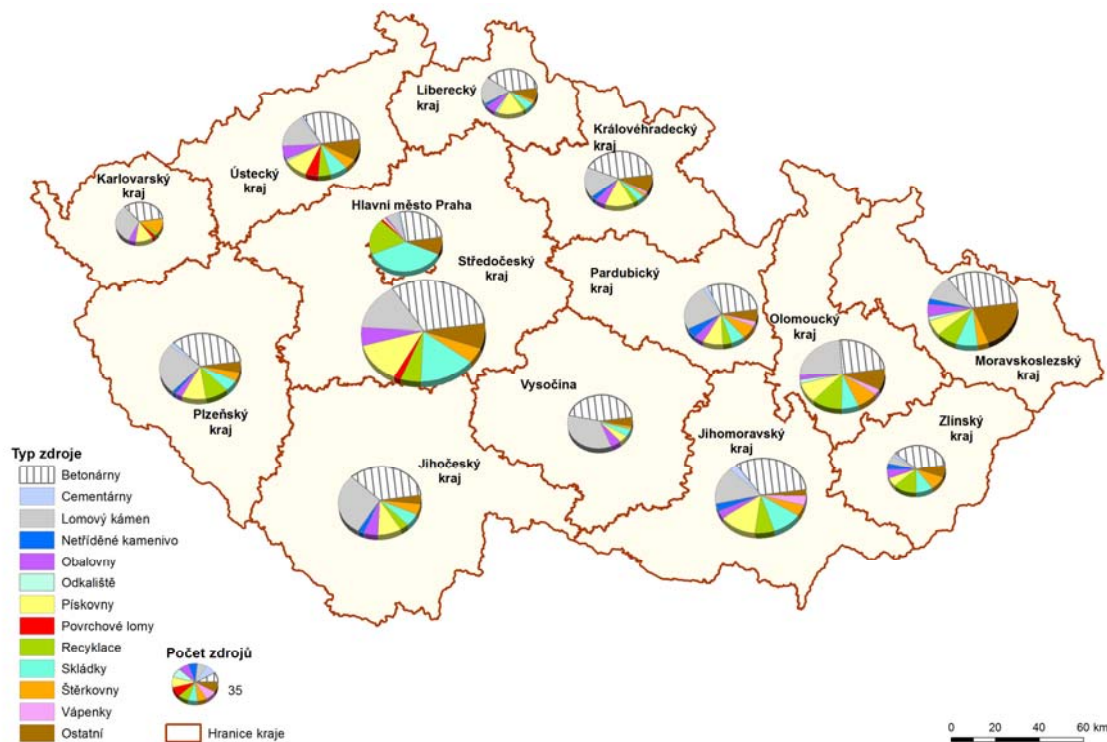 Liberecký
kraj
Královéhradecký
kraj
Ústecký
kraj
Karlovarský
kraj
Hlavní město Praha
Středočeský
kraj
Pardubický
kraj
Olomoucký
kraj
Moravskoslezský
kraj
Plzeňský
kraj
Vysočina
Jihomoravský
kraj
Zlínský
kraj
Jihočeský
kraj
Typ zdroje
Betonárny
Cementárny
Lomový kámen
Netříděné kamenivo
Obalovny
Odkaliště
Pískovny
Povrchové lomy
Recyklace
Skládky
Štěrkovny
Vápenky
Ostatní
Počet zdrojů
35
Hranice kraje
0 20 40 60 km